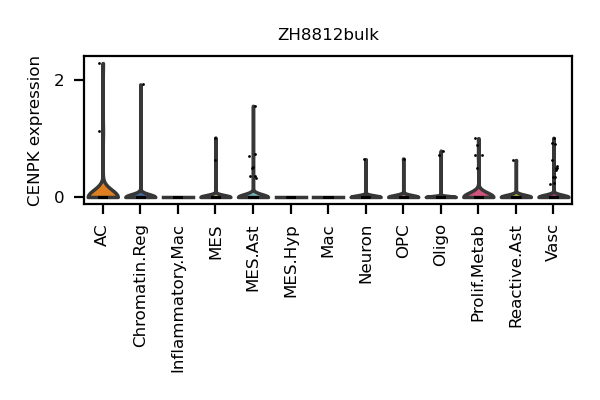 ZH8812bulk
CENPK expression
2
0
AC
Chromatin.Reg
Inflammatory.Mac
MES
MES.Ast
MES.Hyp
Mac
Neuron
OPC
Oligo
Prolif.Metab
Reactive.Ast
Vasc